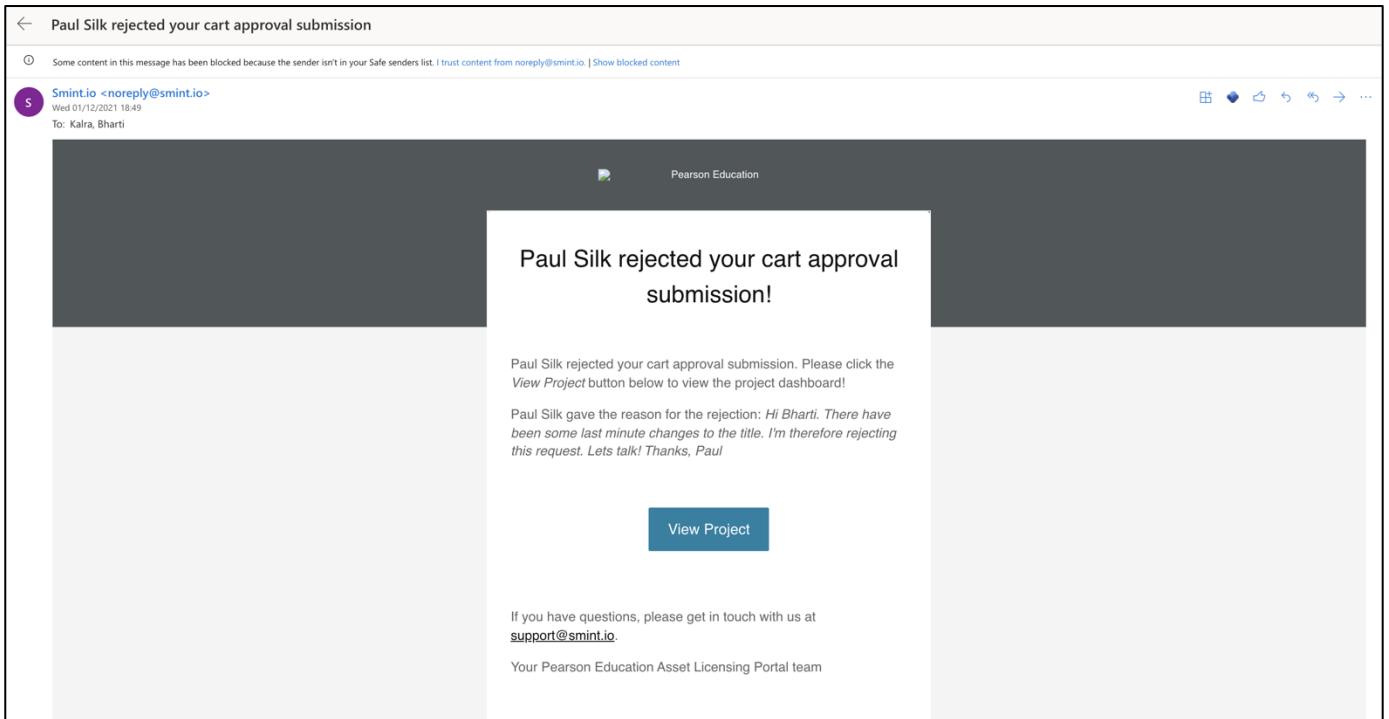 Paul Silk rejected your cart approval submission
Some content in this message has been blocked because the sender isn't in your Safe senders list. I trust content from noreply@smint.io. | Show blocked content
S
Smint.io <noreply@smint.io>
Wed 01/12/2021 18:49
To: Kalra, Bharti
Pearson Education
Paul Silk rejected your cart approval
submission!
Paul Silk rejected your cart approval submission. Please click the
View Project button below to view the project dashboard!
Paul Silk gave the reason for the rejection: Hi Bharti. There have
been some last minute changes to the title. I'm therefore rejecting
this request. Lets talk! Thanks, Paul
View Project
If you have questions, please get in touch with us at
support@smint.io.
Your Pearson Education Asset Licensing Portal team